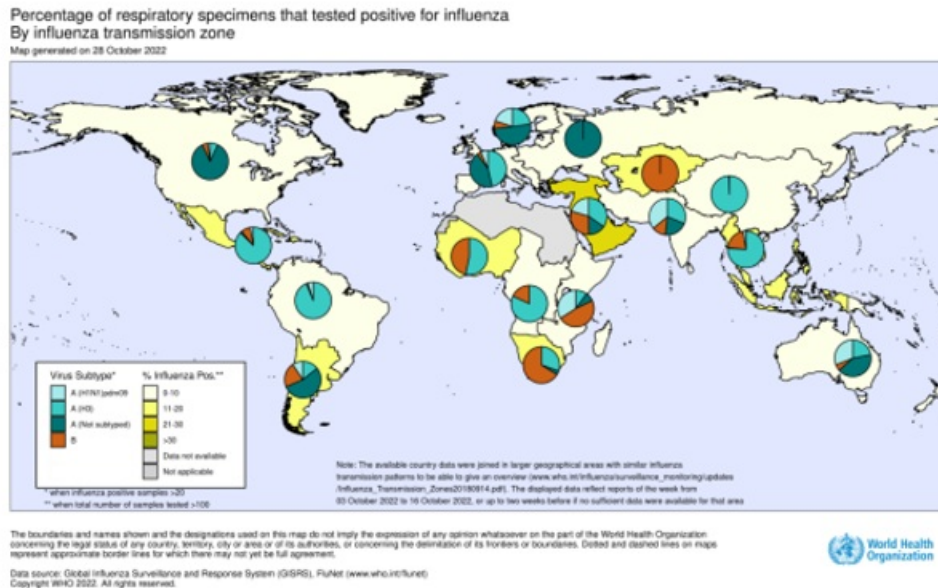 Percentage of respiratory specimens that tested positive for influenza
By influenza transmission zone
Map generated on 28 October 2022
Virus Subtype*
A (H1N1)pdm09
A (H3)
A (Not subtyped)
B
% Influenza Pos.**
0-10
11-20
21-30
>30
Data not available
Not applicable
* when influenza positive samples >20
** when total number of samples tested >100
Note: The available country data were joined in larger geographical areas with similar influenza
transmission patterns to be able to give an overview (www.who.int/influenza/surveillance_monitoring/updates
/Influenza_Transmission_Zones20180914.pdf). The displayed data reflect reports of the week from
03 October 2022 to 16 October 2022, or up to two weeks before if no sufficient data were available for that area
The boundaries and names shown and the designations used on this map do not imply the expression of any opinion whatsoever on the part of the World Health Organization
concerning the legal status of any country, territory, city or area or of its authorities, or concerning the delimitation of its frontiers or boundaries. Dotted and dashed lines on maps
represent approximate border lines for which there may not yet be full agreement.
World Health
Organization
Data source: Global Influenza Surveillance and Response System (GISRS), FluNet (www.who.int/flunet)
Copyright WHO 2022. All rights reserved.